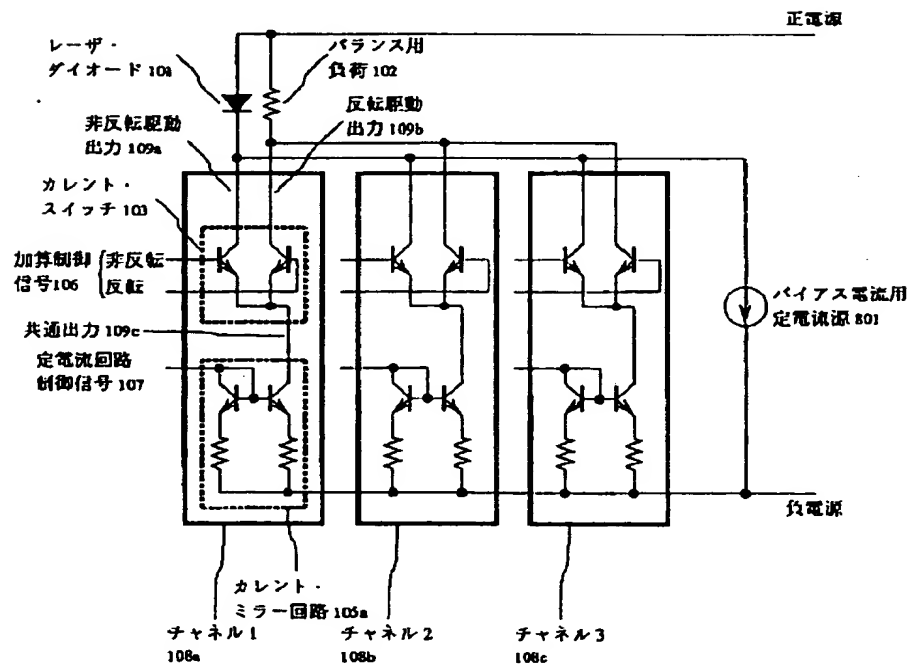 正電源
レーザ・
ダイオード 101
バランス用
負荷 102
非反転駆動
出力 109a
反転駆動
出力 109b
カレント・
スイッチ 103
加算制御
信号 106
非反転
反転
共通出力 109c
定電流回路
制御信号 107
バイアス電流用
定電流源 801
負電源
カレント・
ミラー回路 105a
チャネル 1
108a
チャネル 2
108b
チャネル 3
108c